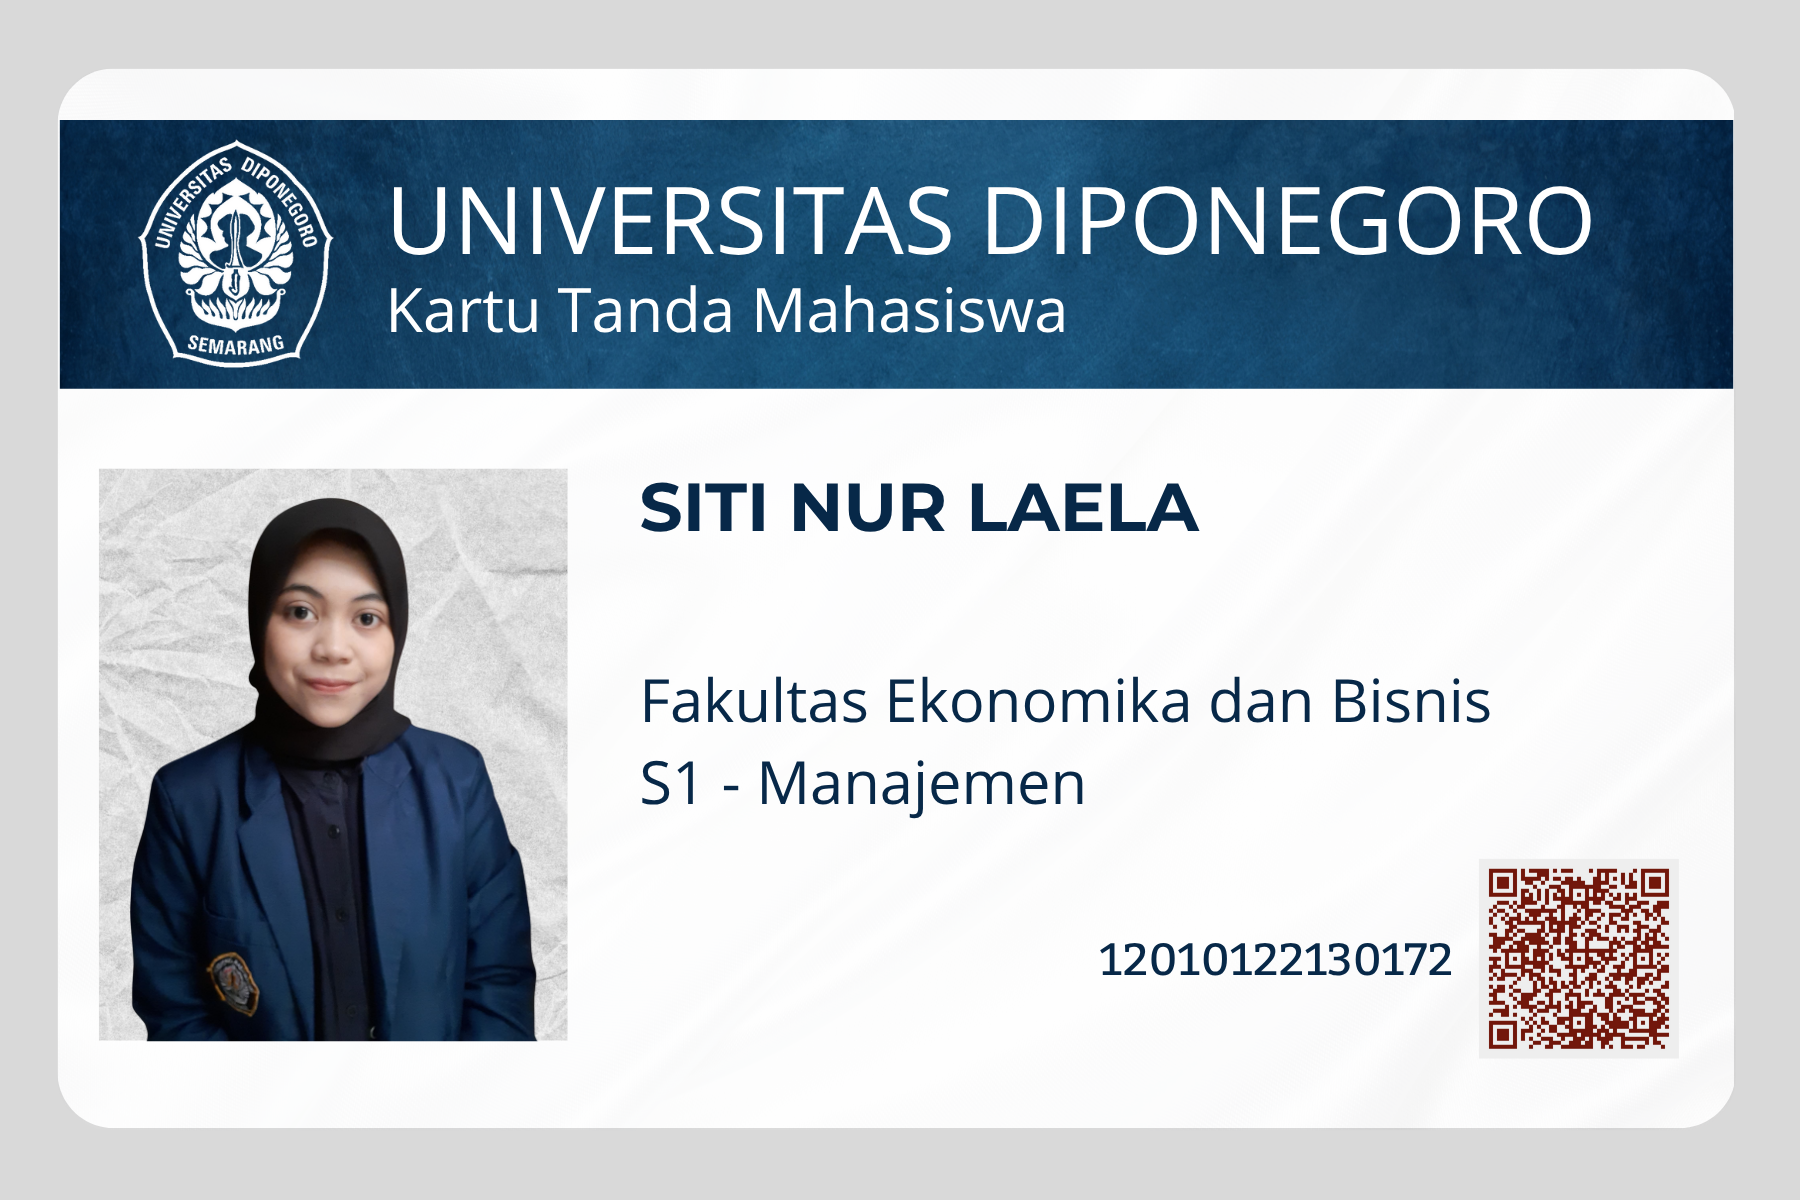 UNIVERSITAS DIPONEGORO
SEMARANG
UNIVERSITAS DIPONEGORO
Kartu Tanda Mahasiswa
SITI NUR LAELA
Fakultas Ekonomika dan Bisnis
S1 - Manajemen
12010122130172